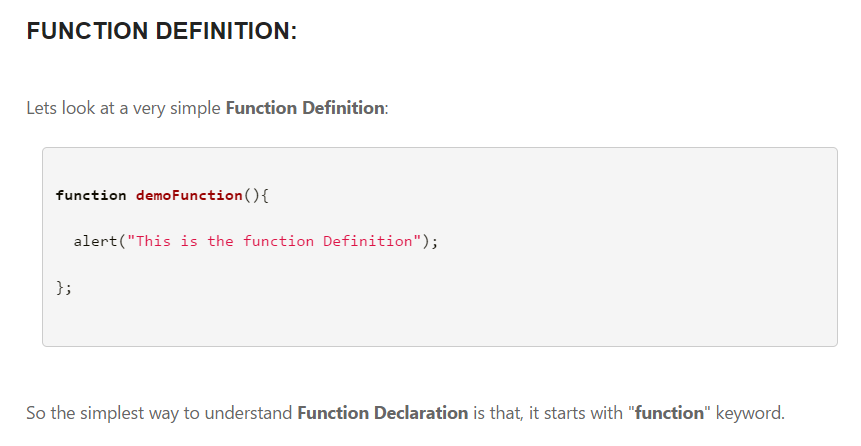 FUNCTION DEFINITION:
Lets look at a very simple Function Definition:
function demoFunction(){
  alert("This is the function Definition");
};
So the simplest way to understand Function Declaration is that, it starts with "function" keyword.